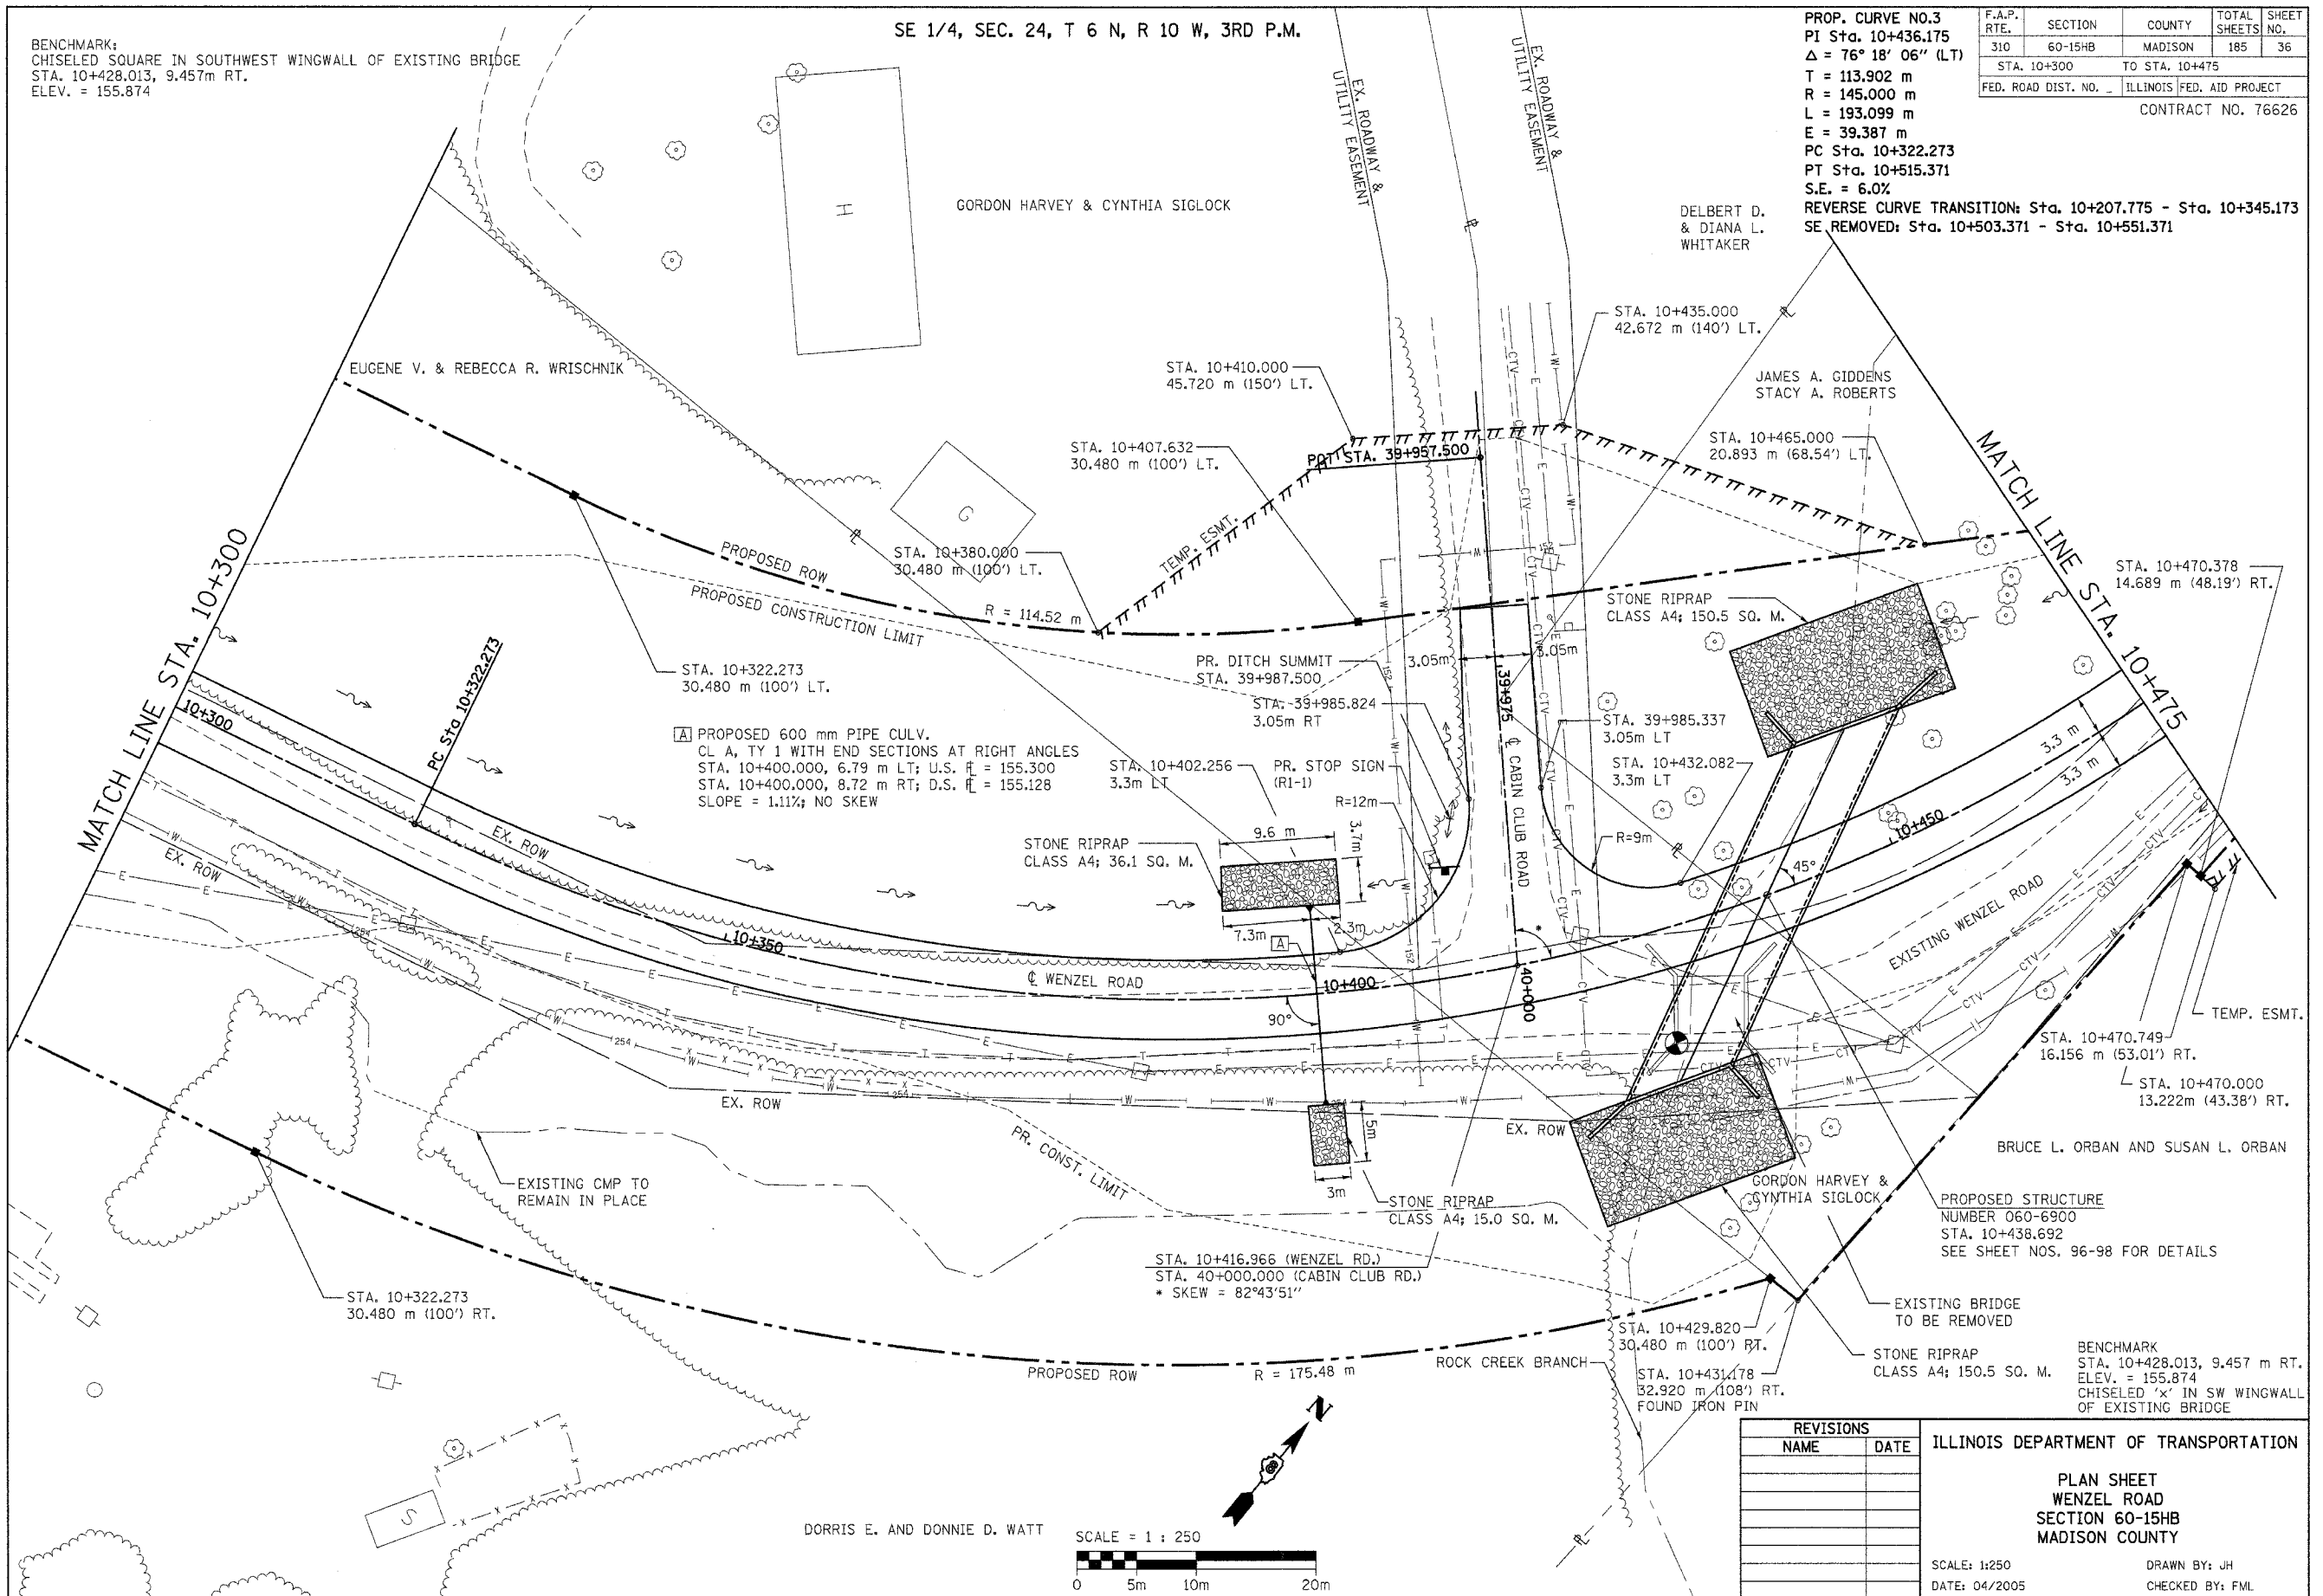 SE 1/4, SEC. 24, T 6 N, R 10 W, 3RD P.M.
BENCHMARK:
CHISELED SQUARE IN SOUTHWEST WINGWALL OF EXISTING BRIDGE
STA. 10+428.013, 9.457m RT.
ELEV. = 155.874
PROP. CURVE NO.3
PI Sta. 10+436.175
Δ = 76° 18' 06" (LT)
T = 113.902 m
R = 145.000 m
L = 193.099 m
E = 39.387 m
PC Sta. 10+322.273
PT Sta. 10+515.371
S.E. = 6.0%
REVERSE CURVE TRANSITION: Sta. 10+207.775 - Sta. 10+345.173
SE REMOVED: Sta. 10+503.371 - Sta. 10+551.371
F.A.P. RTE. SECTION COUNTY TOTAL SHEETS SHEET NO.
310 60-15HB MADISON 185 36
STA. 10+300 TO STA. 10+475
FED. ROAD DIST. NO. _ ILLINOIS FED. AID PROJECT
CONTRACT NO. 76626
EX. ROADWAY &
UTILITY EASEMENT
EX. ROADWAY &
UTILITY EASEMENT
H
GORDON HARVEY & CYNTHIA SIGLOCK
DELBERT D.
& DIANA L.
WHITAKER
EUGENE V. & REBECCA R. WRISCHNIK
STA. 10+435.000
42.672 m (140') LT.
STA. 10+410.000
45.720 m (150') LT.
JAMES A. GIDDENS
STACY A. ROBERTS
STA. 10+407.632
30.480 m (100') LT.
POT STA. 39+957.500
STA. 10+465.000
20.893 m (68.54') LT.
MATCH LINE STA. 10+300
MATCH LINE STA. 10+475
G
TEMP. ESMT.
STA. 10+380.000
30.480 m (100') LT.
PROPOSED ROW
PROPOSED CONSTRUCTION LIMIT
R = 114.52 m
STA. 10+470.378
14.689 m (48.19') RT.
STONE RIPRAP
CLASS A4; 150.5 SQ. M.
STA. 10+322.273
30.480 m (100') LT.
PR. DITCH SUMMIT
STA. 39+987.500
3.05m
3.05m
STA. 39+985.824
3.05m RT
39+975
℄ CABIN CLUB ROAD
STA. 39+985.337
3.05m LT
PC Sta 10+322.273
10+300
A PROPOSED 600 mm PIPE CULV.
CL A, TY 1 WITH END SECTIONS AT RIGHT ANGLES
STA. 10+400.000, 6.79 m LT; U.S. FL = 155.300
STA. 10+400.000, 8.72 m RT; D.S. FL = 155.128
SLOPE = 1.11%; NO SKEW
STA. 10+402.256
3.3m LT
PR. STOP SIGN
(R1-1)
R=12m
STA. 10+432.082
3.3m LT
3.3 m
3.3 m
R=9m
STONE RIPRAP
CLASS A4; 36.1 SQ. M.
9.6 m
3.7m
7.3m
2.3m
A
EX. ROW
EX. ROW
10+350
℄ WENZEL ROAD
10+400
90°
*
40+000
45°
10+450
EXISTING WENZEL ROAD
TEMP. ESMT.
STA. 10+470.749
16.156 m (53.01') RT.
STA. 10+470.000
13.222m (43.38') RT.
EX. ROW
EX. ROW
5m
3m
PR. CONST. LIMIT
BRUCE L. ORBAN AND SUSAN L. ORBAN
EXISTING CMP TO
REMAIN IN PLACE
STONE RIPRAP
CLASS A4; 15.0 SQ. M.
GORDON HARVEY &
CYNTHIA SIGLOCK
PROPOSED STRUCTURE
NUMBER 060-6900
STA. 10+438.692
SEE SHEET NOS. 96-98 FOR DETAILS
STA. 10+416.966 (WENZEL RD.)
STA. 40+000.000 (CABIN CLUB RD.)
* SKEW = 82°43'51"
STA. 10+322.273
30.480 m (100') RT.
EXISTING BRIDGE
TO BE REMOVED
STA. 10+429.820
30.480 m (100') RT.
STONE RIPRAP
CLASS A4; 150.5 SQ. M.
BENCHMARK
STA. 10+428.013, 9.457 m RT.
ELEV. = 155.874
CHISELED 'x' IN SW WINGWALL
OF EXISTING BRIDGE
PROPOSED ROW
R = 175.48 m
ROCK CREEK BRANCH
STA. 10+431.178
32.920 m (108') RT.
FOUND IRON PIN
N
S
DORRIS E. AND DONNIE D. WATT
SCALE = 1 : 250
0 5m 10m 20m
REVISIONS
NAME DATE
ILLINOIS DEPARTMENT OF TRANSPORTATION
PLAN SHEET
WENZEL ROAD
SECTION 60-15HB
MADISON COUNTY
SCALE: 1:250 DRAWN BY: JH
DATE: 04/2005 CHECKED BY: FML